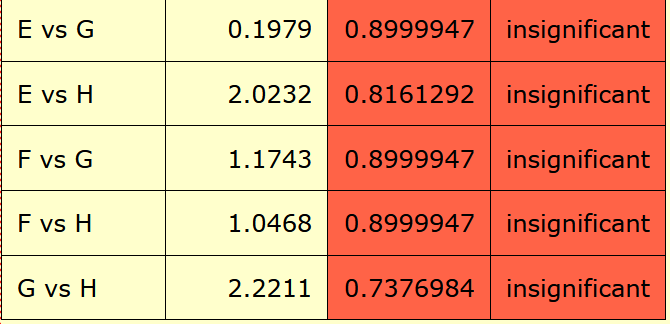 E vs G 0.1979 0.8999947 insignificant
E vs H 2.0232 0.8161292 insignificant
F vs G 1.1743 0.8999947 insignificant
F vs H 1.0468 0.8999947 insignificant
G vs H 2.2211 0.7376984 insignificant